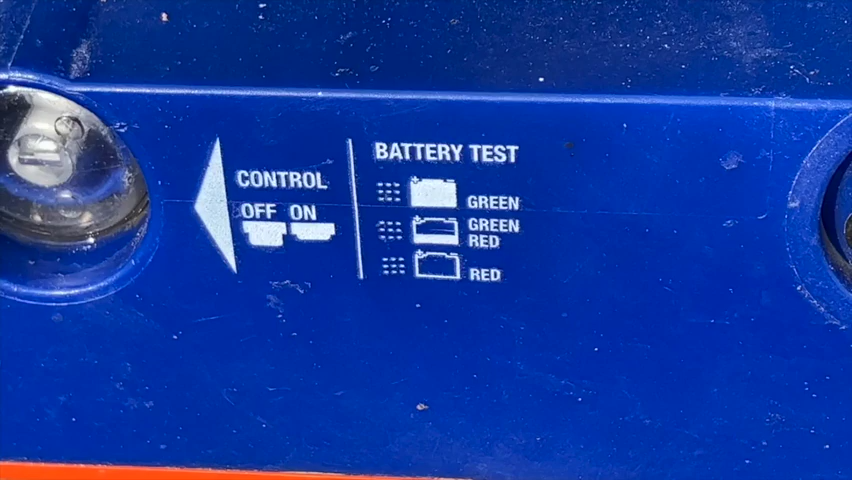 CONTROL
OFF ON
BATTERY TEST
GREEN
GREEN
RED
RED